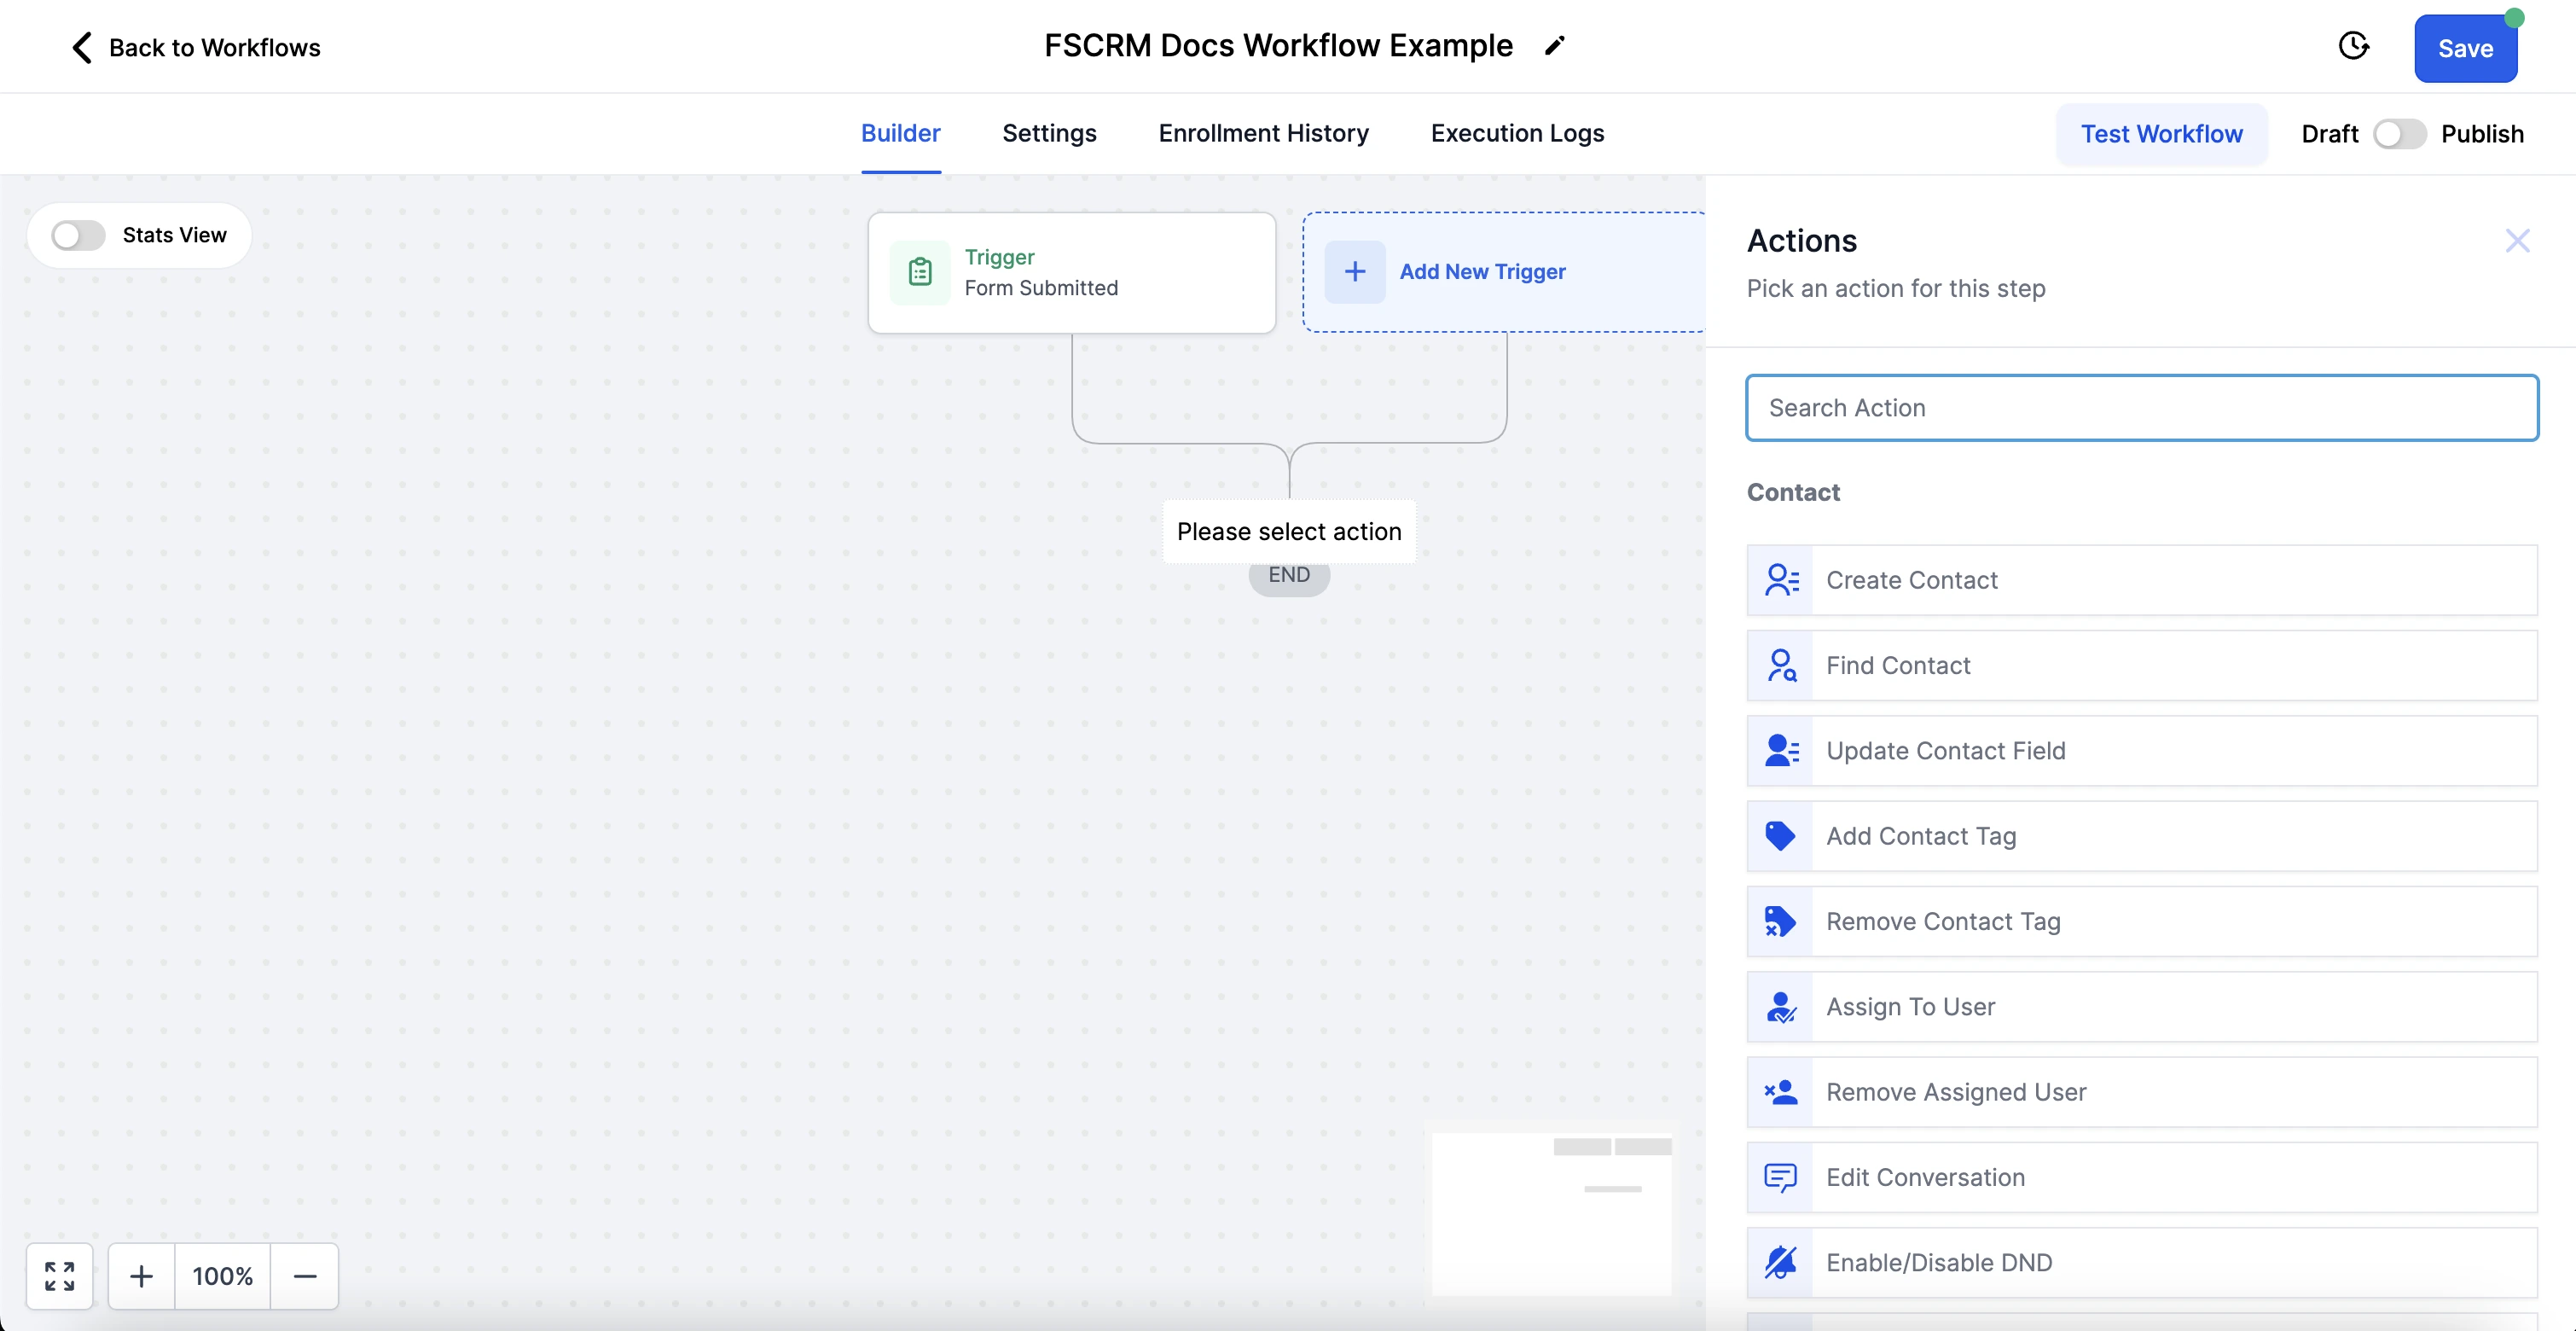 Back to Workflows
FSCRM Docs Workflow Example
Save
Builder
Settings
Enrollment History
Execution Logs
Test Workflow
Draft
Publish
Stats View
Trigger
Form Submitted
Add New Trigger
Please select action
END
100%
Actions
Pick an action for this step
Search Action
Contact
Create Contact
Find Contact
Update Contact Field
Add Contact Tag
Remove Contact Tag
Assign To User
Remove Assigned User
Edit Conversation
Enable/Disable DND